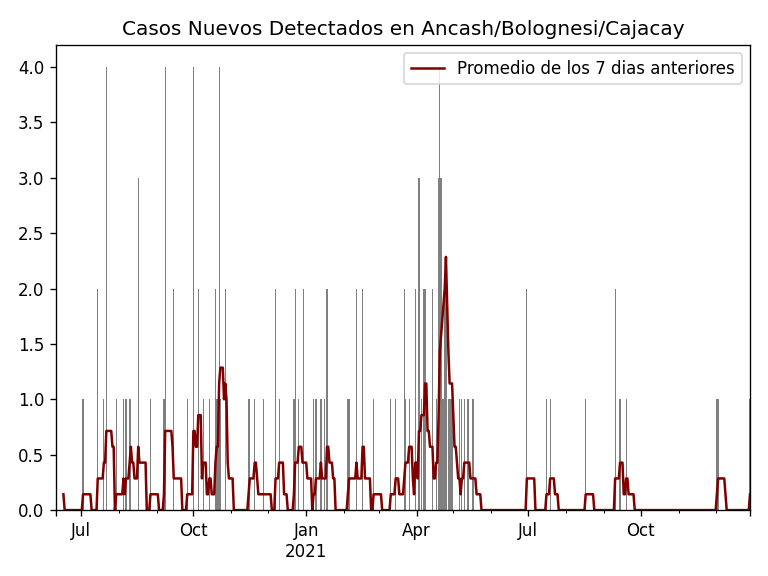 Casos Nuevos Detectados en Ancash/Bolognesi/Cajacay
Promedio de los 7 dias anteriores
4.0
3.5
3.0
2.5
2.0
1.5
1.0
0.5
0.0
Jul
Oct
Jan
Apr
Jul
Oct
2021